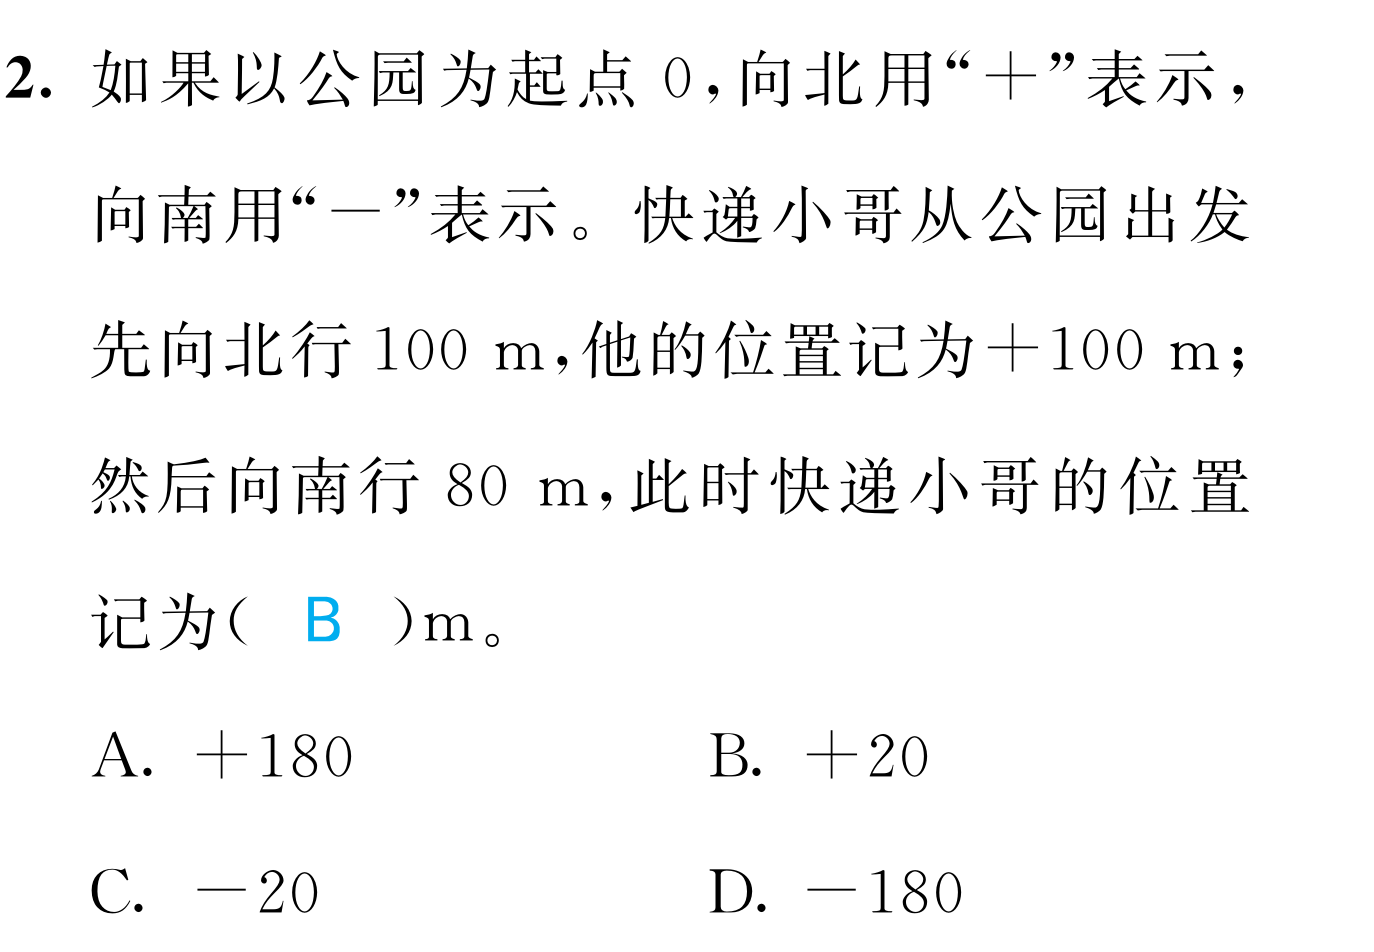 2. 如果以公园为起点 0,向北用“＋”表示,
向南用“－”表示。快递小哥从公园出发
先向北行 100 m,他的位置记为＋100 m;
然后向南行 80 m,此时快递小哥的位置
记为( B )m。
A. ＋180 B. ＋20
C. －20 D. －180